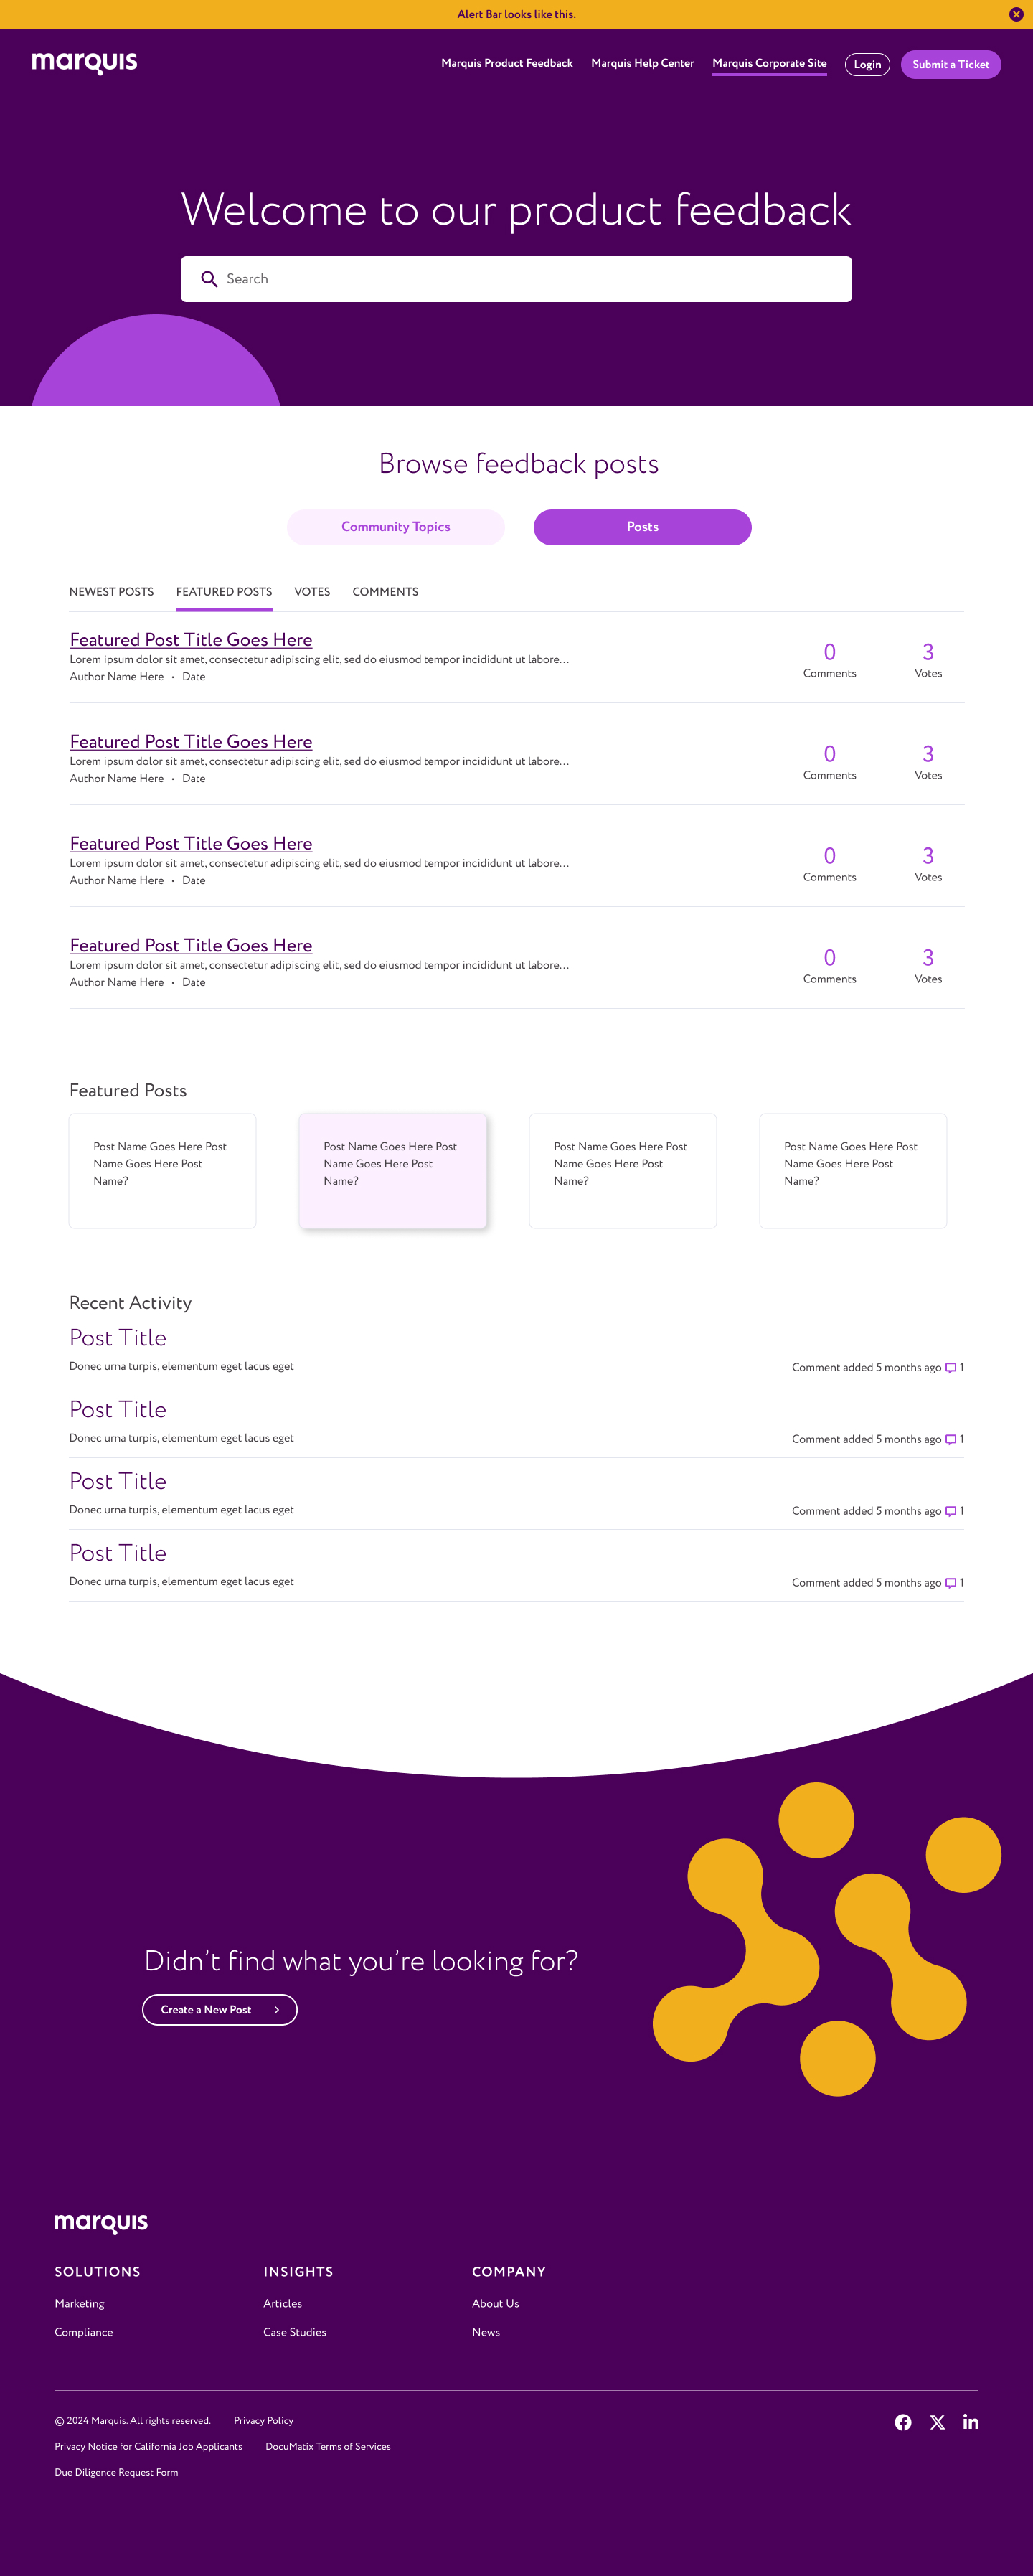 Alert Bar looks like this.
marquis
Marquis Product Feedback
Marquis Help Center
Marquis Corporate Site
Login
Submit a Ticket
Welcome to our product feedback
Search
Browse feedback posts
Community Topics
Posts
NEWEST POSTS
FEATURED POSTS
VOTES
COMMENTS
Featured Post Title Goes Here
Lorem ipsum dolor sit amet, consectetur adipiscing elit, sed do eiusmod tempor incididunt ut labore...
Author Name Here • Date
0
Comments
3
Votes
Featured Post Title Goes Here
Lorem ipsum dolor sit amet, consectetur adipiscing elit, sed do eiusmod tempor incididunt ut labore...
Author Name Here • Date
0
Comments
3
Votes
Featured Post Title Goes Here
Lorem ipsum dolor sit amet, consectetur adipiscing elit, sed do eiusmod tempor incididunt ut labore...
Author Name Here • Date
0
Comments
3
Votes
Featured Post Title Goes Here
Lorem ipsum dolor sit amet, consectetur adipiscing elit, sed do eiusmod tempor incididunt ut labore...
Author Name Here • Date
0
Comments
3
Votes
Featured Posts
Post Name Goes Here Post
Name Goes Here Post
Name?
Post Name Goes Here Post
Name Goes Here Post
Name?
Post Name Goes Here Post
Name Goes Here Post
Name?
Post Name Goes Here Post
Name Goes Here Post
Name?
Recent Activity
Post Title
Donec urna turpis, elementum eget lacus eget
Comment added 5 months ago 1
Post Title
Donec urna turpis, elementum eget lacus eget
Comment added 5 months ago 1
Post Title
Donec urna turpis, elementum eget lacus eget
Comment added 5 months ago 1
Post Title
Donec urna turpis, elementum eget lacus eget
Comment added 5 months ago 1
Didn’t find what you’re looking for?
Create a New Post
marquis
SOLUTIONS
Marketing
Compliance
INSIGHTS
Articles
Case Studies
COMPANY
About Us
News
© 2024 Marquis. All rights reserved.
Privacy Policy
Privacy Notice for California Job Applicants
DocuMatix Terms of Services
Due Diligence Request Form